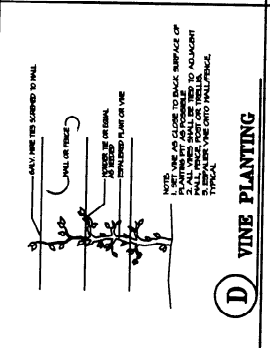 GALV. WIRE TIES SCREWED TO WALL
WALL OR FENCE
WONDER TIE OR EQUAL
AS NEEDED
ESPALIERED PLANT OR VINE
NOTES
1. SET VINE AS CLOSE TO BACK SURFACE OF
PLANTING PIT AS POSSIBLE
2. ALL VINES SHALL BE TIED TO ADJACENT
WALL, FENCE, POST OR TRELLIS.
3. ESPALIER VINE ONTO WALL/FENCE,
TYPICAL
D VINE PLANTING